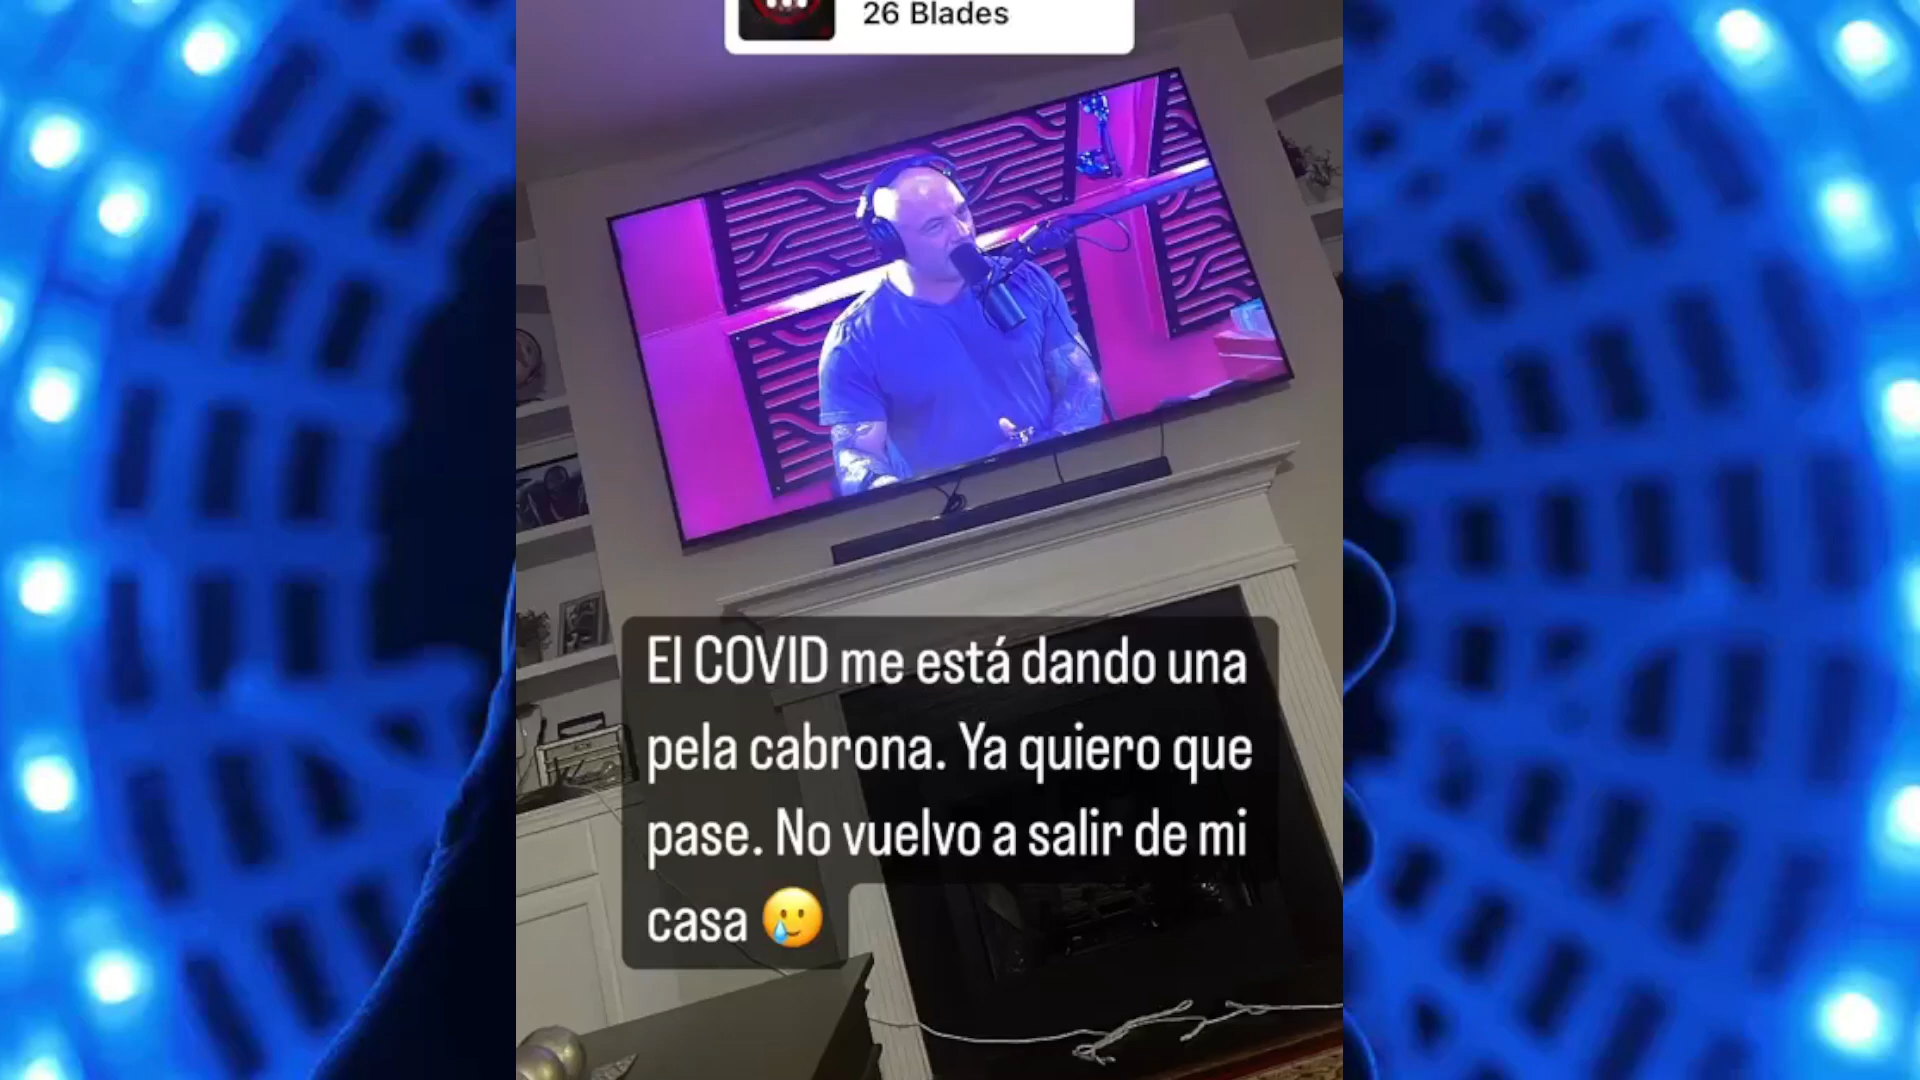 26 Blades
El COVID me está dando una
pela cabrona. Ya quiero que
pase. No vuelvo a salir de mi
casa 🥲